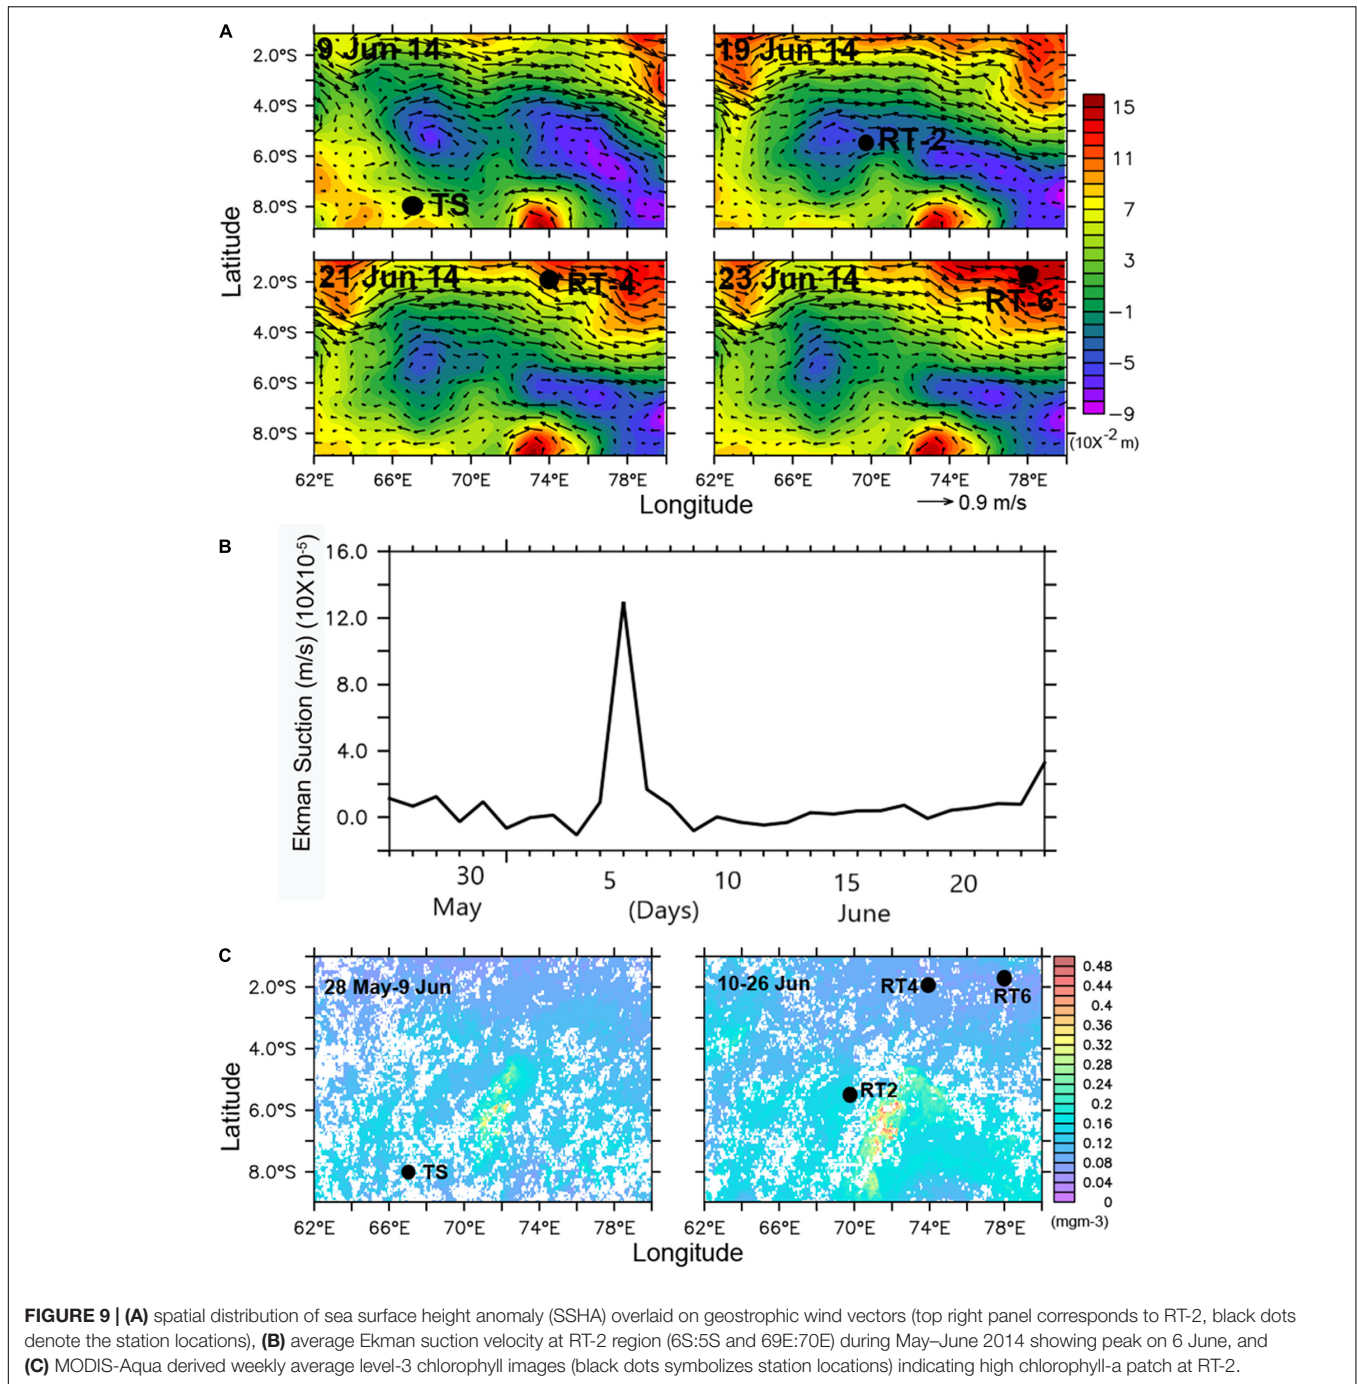 A
9 Jun 14
19 Jun 14
2.0°S
4.0°S
6.0°S
8.0°S
TS
RT-2
21 Jun 14
23 Jun 14
RT-4
RT-6
2.0°S
4.0°S
6.0°S
8.0°S
Latitude
15
11
7
3
−1
−5
−9
(10X⁻² m)
62°E 66°E 70°E 74°E 78°E
62°E 66°E 70°E 74°E 78°E
Longitude
0.9 m/s
B
Ekman Suction (m/s) (10X10⁻⁵)
16.0
12.0
8.0
4.0
0.0
30 5 10 15 20
May (Days) June
C
28 May-9 Jun
10-26 Jun
2.0°S
4.0°S
6.0°S
8.0°S
Latitude
TS
RT4
RT6
RT2
0.48
0.44
0.4
0.36
0.32
0.28
0.24
0.2
0.16
0.12
0.08
0.04
0
(mgm-3)
62°E 66°E 70°E 74°E 78°E
62°E 66°E 70°E 74°E 78°E
Longitude
FIGURE 9 | (A) spatial distribution of sea surface height anomaly (SSHA) overlaid on geostrophic wind vectors (top right panel corresponds to RT-2, black dots
denote the station locations), (B) average Ekman suction velocity at RT-2 region (6S:5S and 69E:70E) during May–June 2014 showing peak on 6 June, and
(C) MODIS-Aqua derived weekly average level-3 chlorophyll images (black dots symbolizes station locations) indicating high chlorophyll-a patch at RT-2.